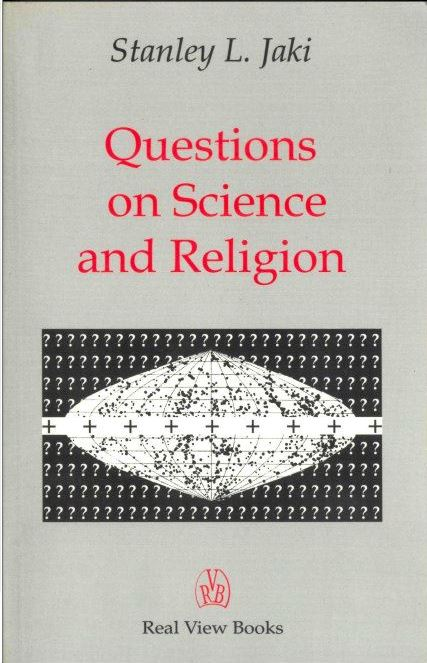 Stanley L. Jaki
Questions
on Science
and Religion
RVB
Real View Books